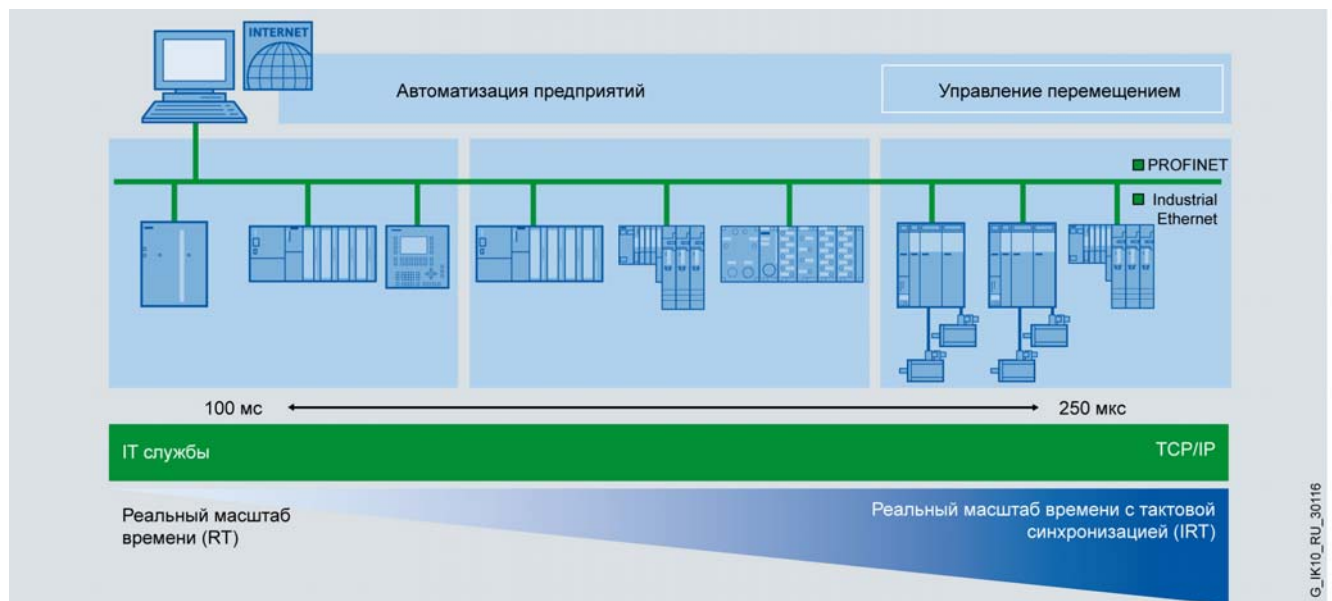 INTERNET
Автоматизация предприятий
Управление перемещением
PROFINET
Industrial
Ethernet
100 мс
250 мкс
IT службы
TCP/IP
Реальный масштаб
времени (RT)
Реальный масштаб времени с тактовой
синхронизацией (IRT)
G_IK10_RU_30116